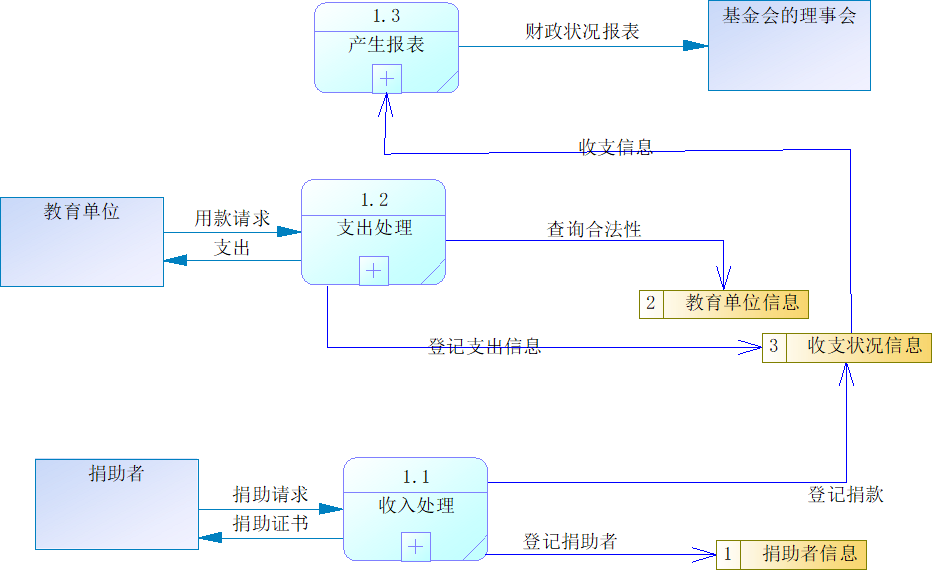 1.3
产生报表
财政状况报表
基金会的理事会
收支信息
教育单位
用款请求
支出
1.2
支出处理
查询合法性
2 教育单位信息
登记支出信息
3 收支状况信息
捐助者
捐助请求
捐助证书
1.1
收入处理
登记捐款
登记捐助者
1 捐助者信息